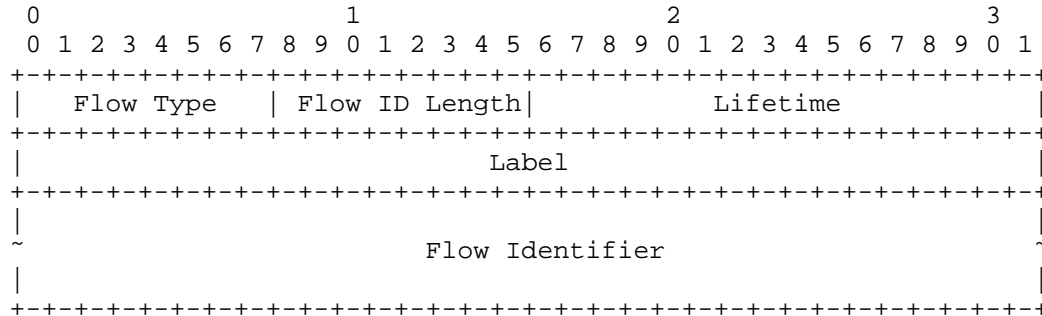 0                   1                   2                   3
 0 1 2 3 4 5 6 7 8 9 0 1 2 3 4 5 6 7 8 9 0 1 2 3 4 5 6 7 8 9 0 1
+-+-+-+-+-+-+-+-+-+-+-+-+-+-+-+-+-+-+-+-+-+-+-+-+-+-+-+-+-+-+-+-+
|   Flow Type   | Flow ID Length|           Lifetime            |
+-+-+-+-+-+-+-+-+-+-+-+-+-+-+-+-+-+-+-+-+-+-+-+-+-+-+-+-+-+-+-+-+
|                             Label                             |
+-+-+-+-+-+-+-+-+-+-+-+-+-+-+-+-+-+-+-+-+-+-+-+-+-+-+-+-+-+-+-+-+
|                                                               |
~                         Flow Identifier                       ~
|                                                               |
+-+-+-+-+-+-+-+-+-+-+-+-+-+-+-+-+-+-+-+-+-+-+-+-+-+-+-+-+-+-+-+-+